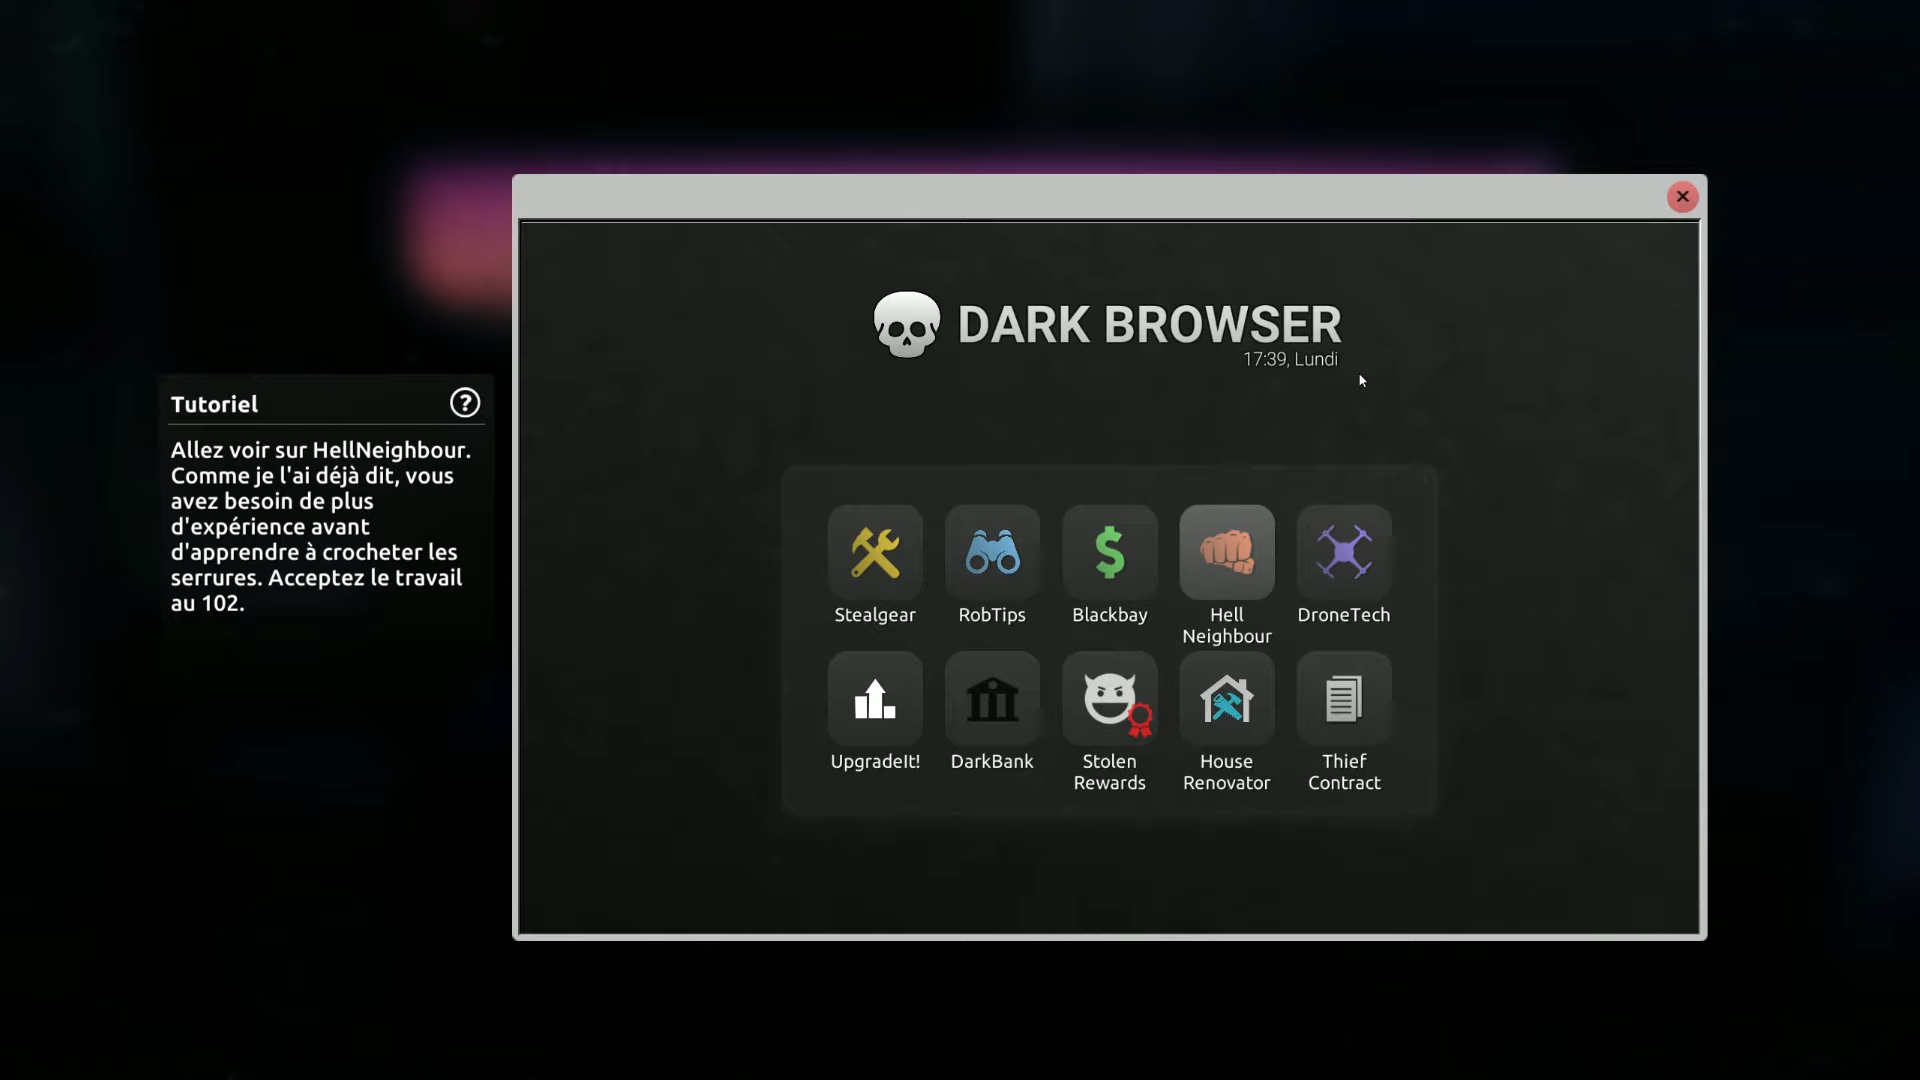 DARK BROWSER
17:39, Lundi
Tutoriel
?
Allez voir sur HellNeighbour.
Comme je l'ai déjà dit, vous
avez besoin de plus
d'expérience avant
d'apprendre à crocheter les
serrures. Acceptez le travail
au 102.
Stealgear
RobTips
Blackbay
Hell
Neighbour
DroneTech
UpgradeIt!
DarkBank
Stolen
Rewards
House
Renovator
Thief
Contract